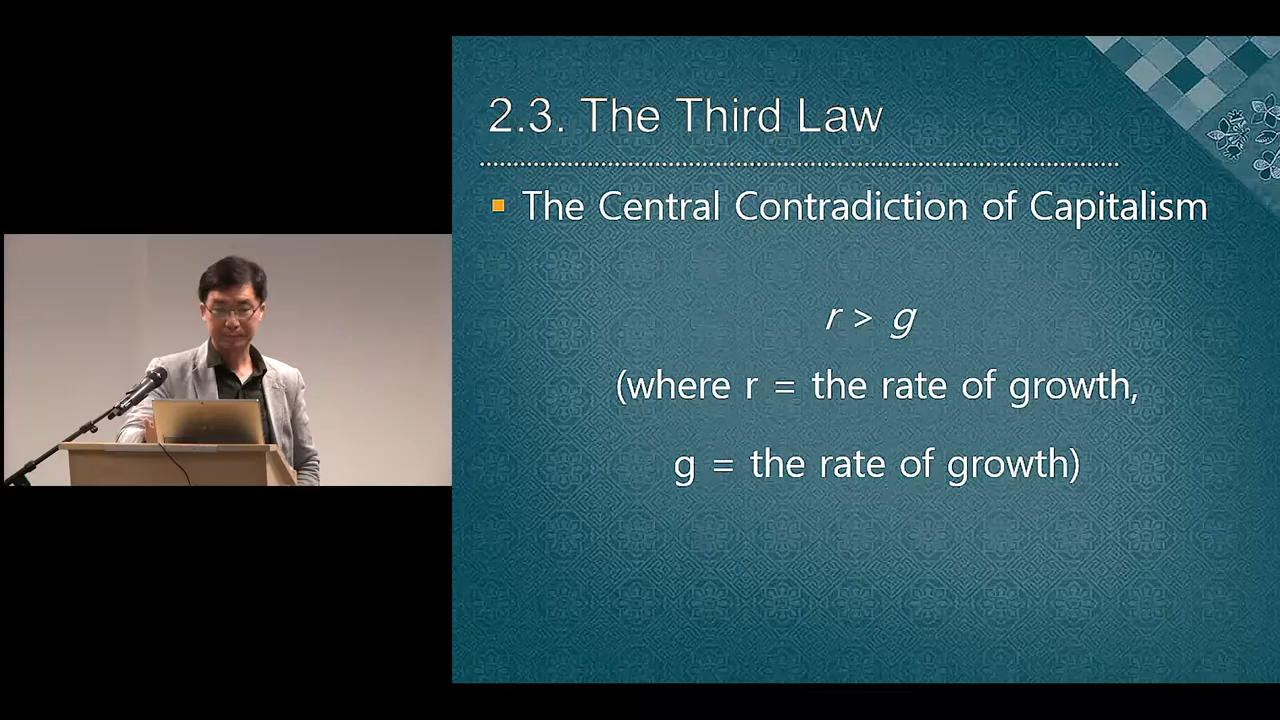 2.3. The Third Law
The Central Contradiction of Capitalism
r > g
(where r = the rate of growth,
g = the rate of growth)